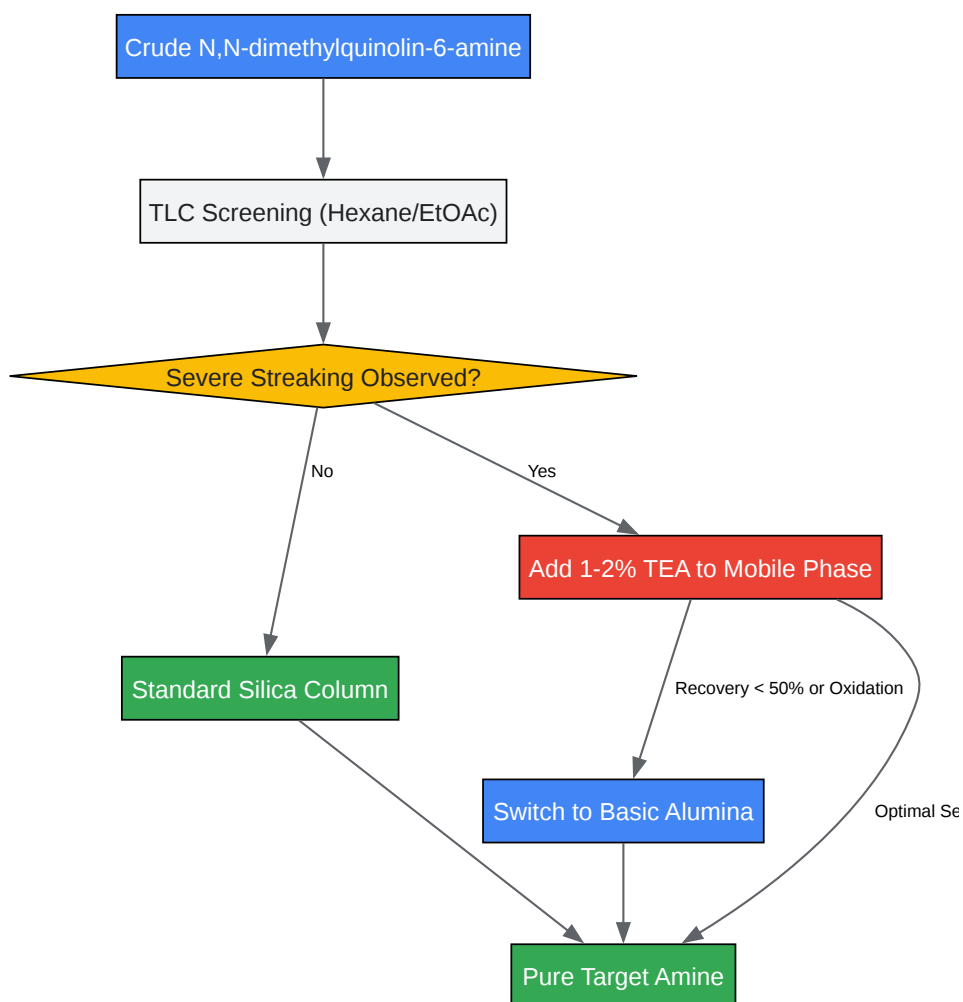 Crude N,N-dimethylquinolin-6-amine
TLC Screening (Hexane/EtOAc)
Severe Streaking Observed?
No
Yes
Add 1-2% TEA to Mobile Phase
Standard Silica Column
Recovery < 50% or Oxidation
Switch to Basic Alumina
Optimal Se
Pure Target Amine